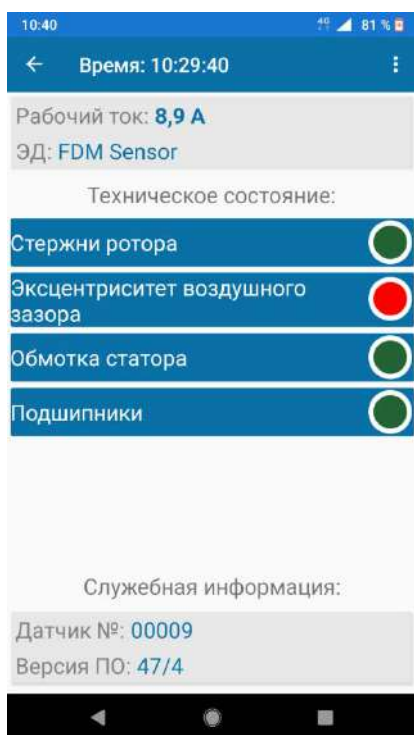 10:40
4G 81 %
Время: 10:29:40
Рабочий ток: 8,9 А
ЭД: FDM Sensor
Техническое состояние:
Стержни ротора
Эксцентриситет воздушного
зазора
Обмотка статора
Подшипники
Служебная информация:
Датчик №: 00009
Версия ПО: 47/4